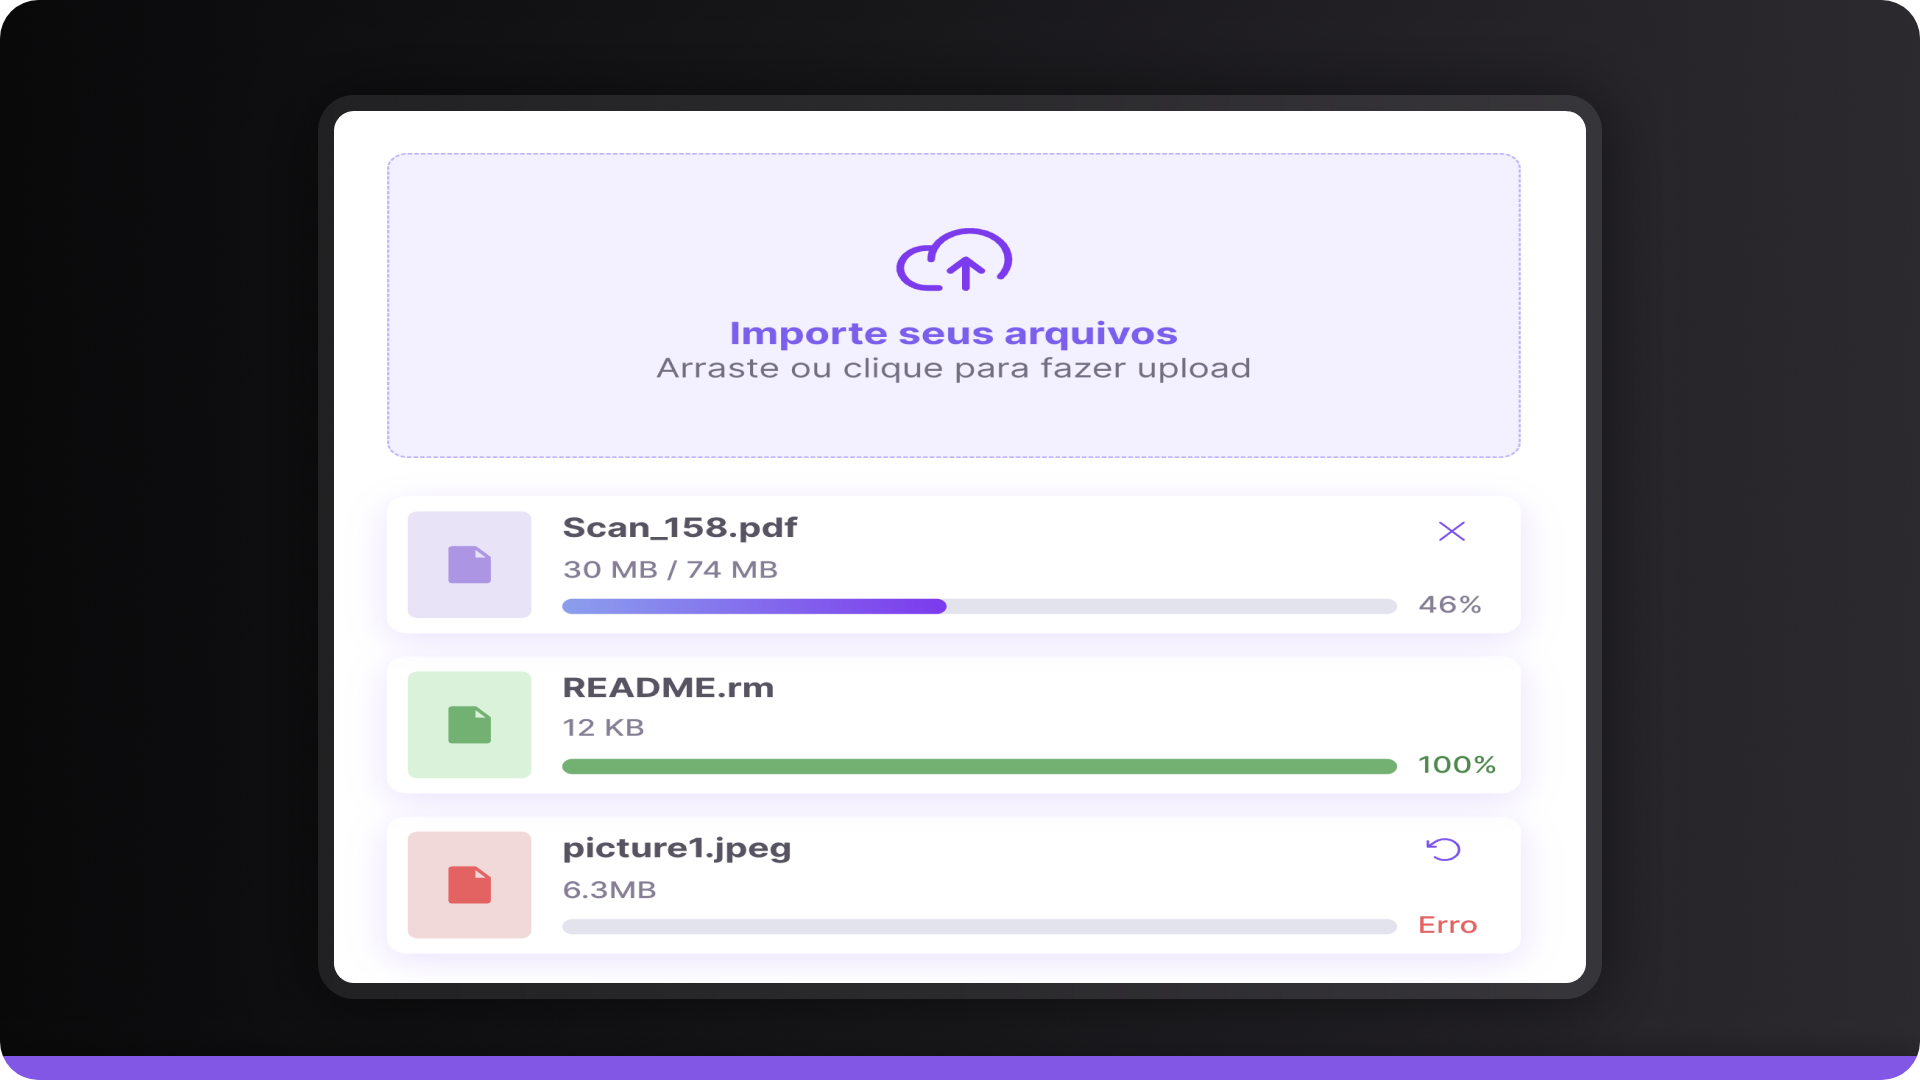 Importe seus arquivos
Arraste ou clique para fazer upload
Scan_158.pdf
30 MB / 74 MB
46%
README.rm
12 KB
100%
picture1.jpeg
6.3MB
Erro